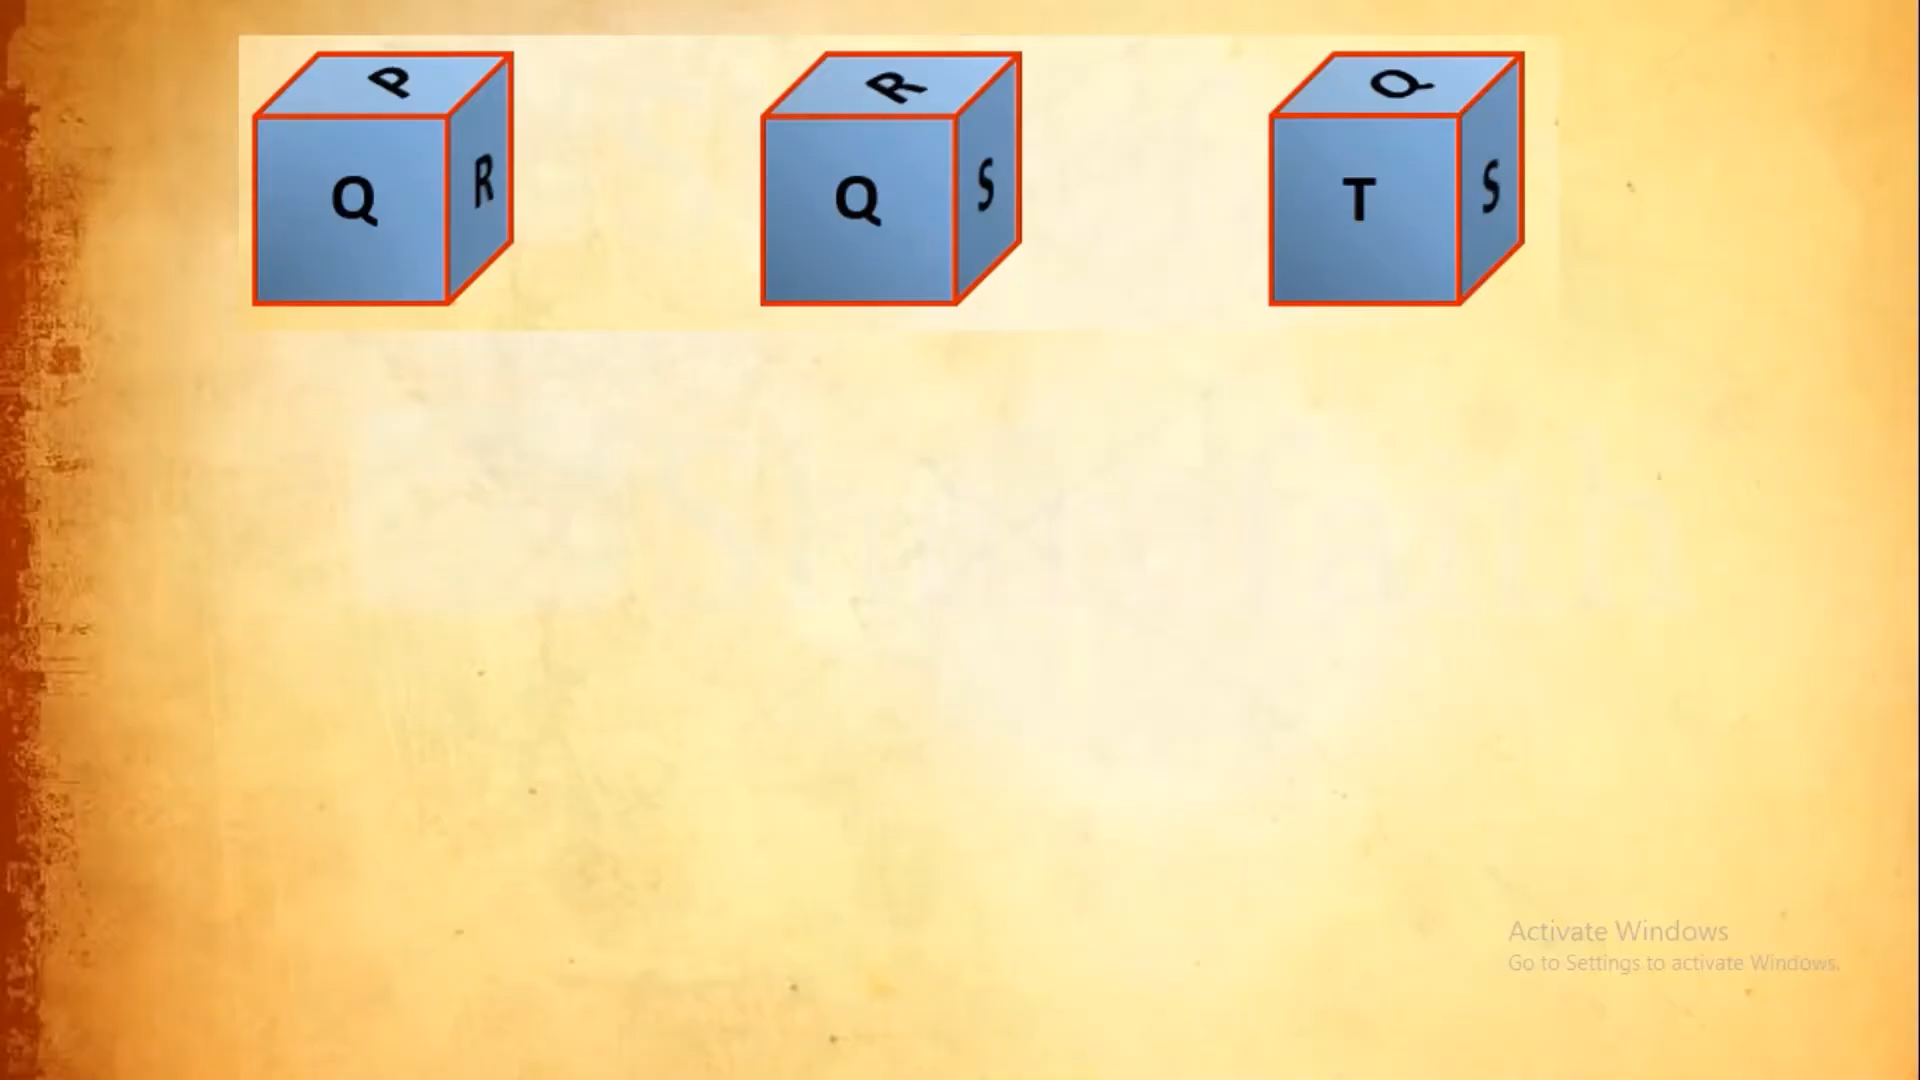 P
Q
R
R
Q
S
Q
T
S
Activate Windows
Go to Settings to activate Windows.